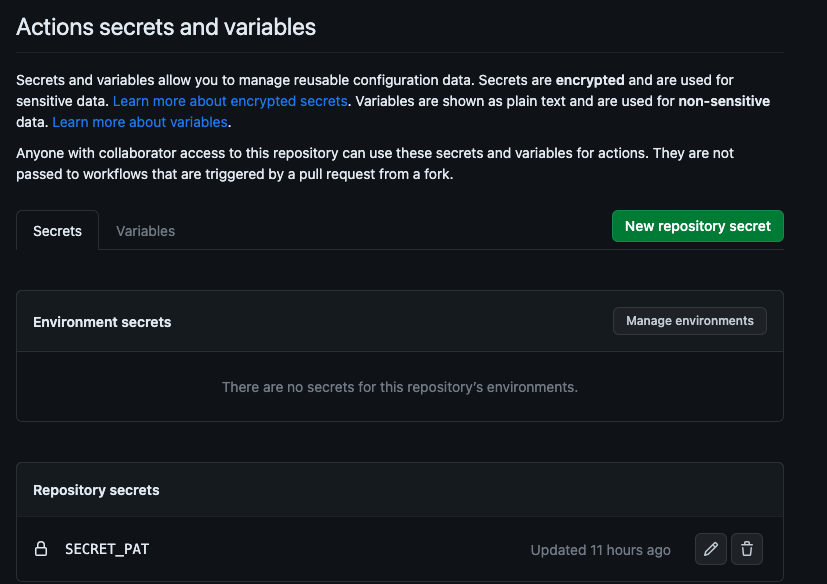 Actions secrets and variables
Secrets and variables allow you to manage reusable configuration data. Secrets are encrypted and are used for
sensitive data. Learn more about encrypted secrets. Variables are shown as plain text and are used for non-sensitive
data. Learn more about variables.
Anyone with collaborator access to this repository can use these secrets and variables for actions. They are not
passed to workflows that are triggered by a pull request from a fork.
Secrets Variables New repository secret
Environment secrets Manage environments
There are no secrets for this repository's environments.
Repository secrets
SECRET_PAT Updated 11 hours ago